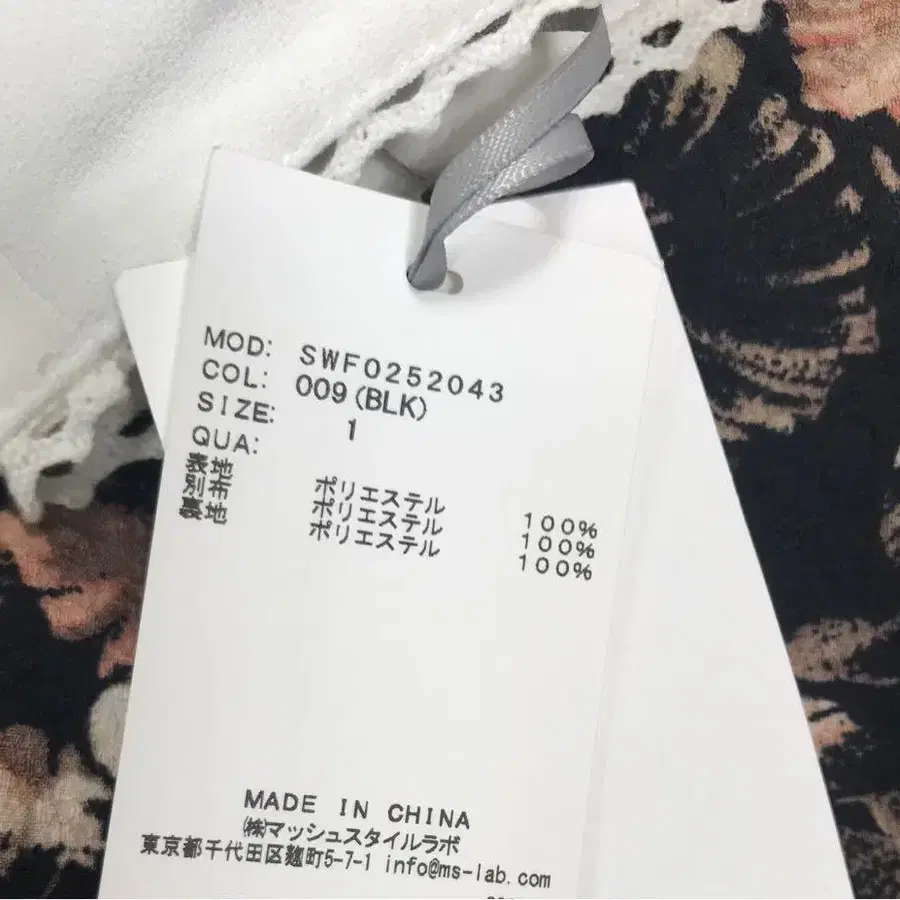 MOD: SWF0252043
COL: 009(BLK)
SIZE: 1
QUA:
表地 ポリエステル 100%
別布 ポリエステル 100%
裏地 ポリエステル 100%
MADE IN CHINA
㈱マッシュスタイルラボ
東京都千代田区麹町5-7-1 info@ms-lab.com